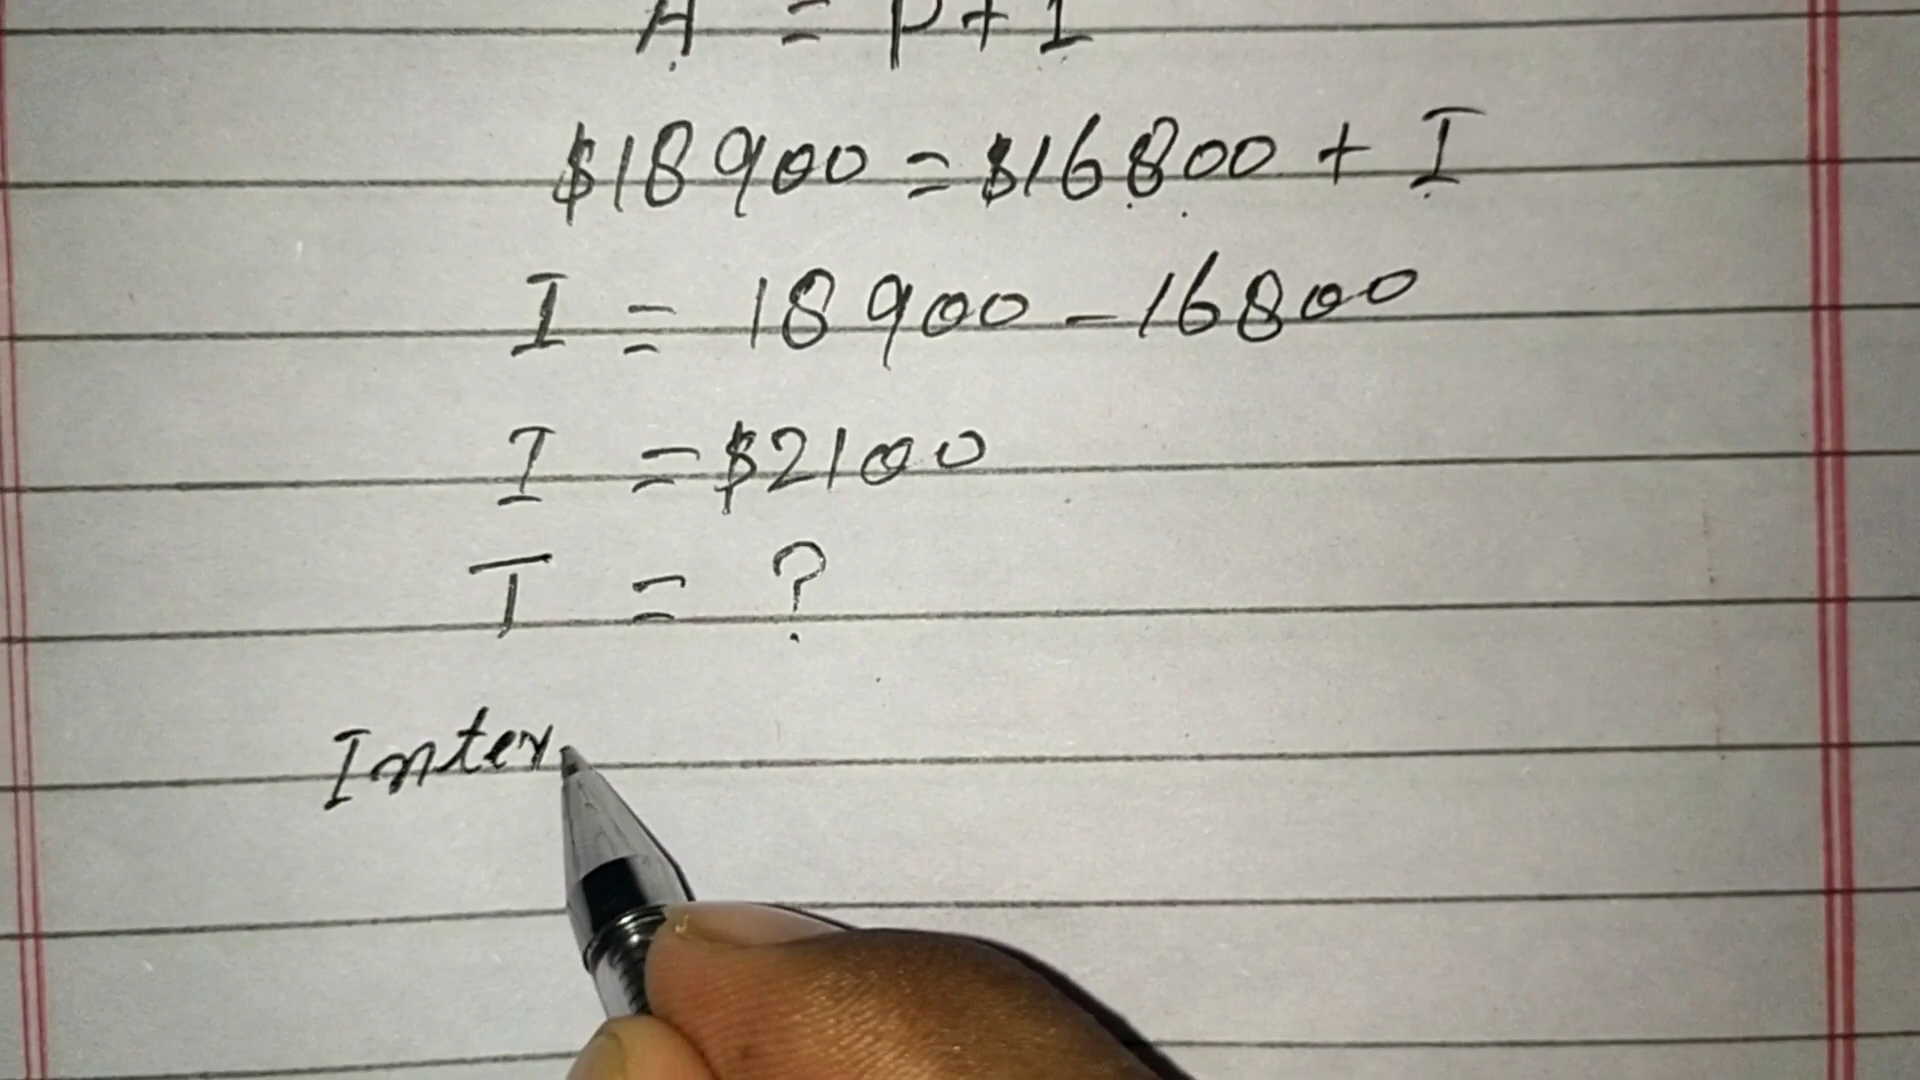 A = P + I
$18900 = $16800 + I
I = 18900 - 16800
I = $2100
T = ?
Inter